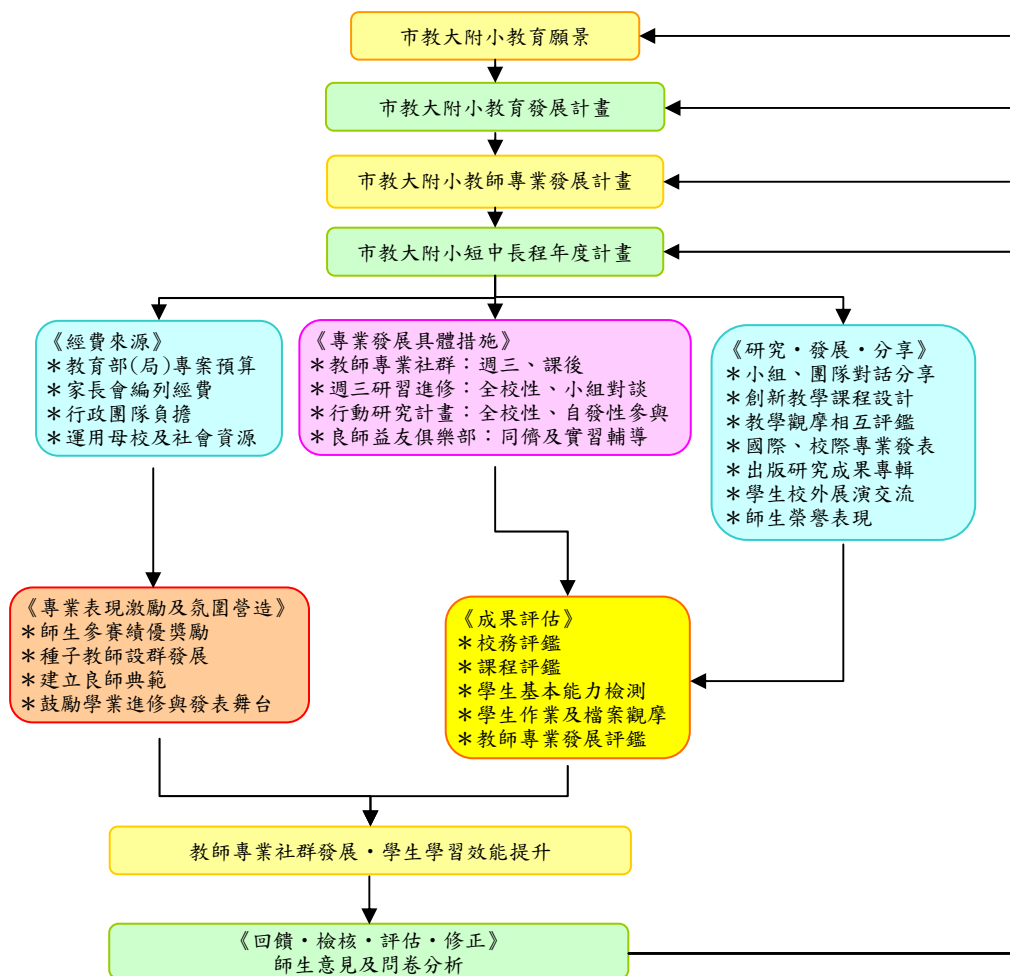 市教大附小教育願景
市教大附小教育發展計畫
市教大附小教師專業發展計畫
市教大附小短中長程年度計畫
《經費來源》
＊教育部(局)專案預算
＊家長會編列經費
＊行政團隊負擔
＊運用母校及社會資源
《專業發展具體措施》
＊教師專業社群：週三、課後
＊週三研習進修：全校性、小組對談
＊行動研究計畫：全校性、自發性參與
＊良師益友俱樂部：同儕及實習輔導
《研究‧發展‧分享》
＊小組、團隊對話分享
＊創新教學課程設計
＊教學觀摩相互評鑑
＊國際、校際專業發表
＊出版研究成果專輯
＊學生校外展演交流
＊師生榮譽表現
《專業表現激勵及氛圍營造》
＊師生參賽績優獎勵
＊種子教師設群發展
＊建立良師典範
＊鼓勵學業進修與發表舞台
《成果評估》
＊校務評鑑
＊課程評鑑
＊學生基本能力檢測
＊學生作業及檔案觀摩
＊教師專業發展評鑑
教師專業社群發展‧學生學習效能提升
《回饋‧檢核‧評估‧修正》
師生意見及問卷分析